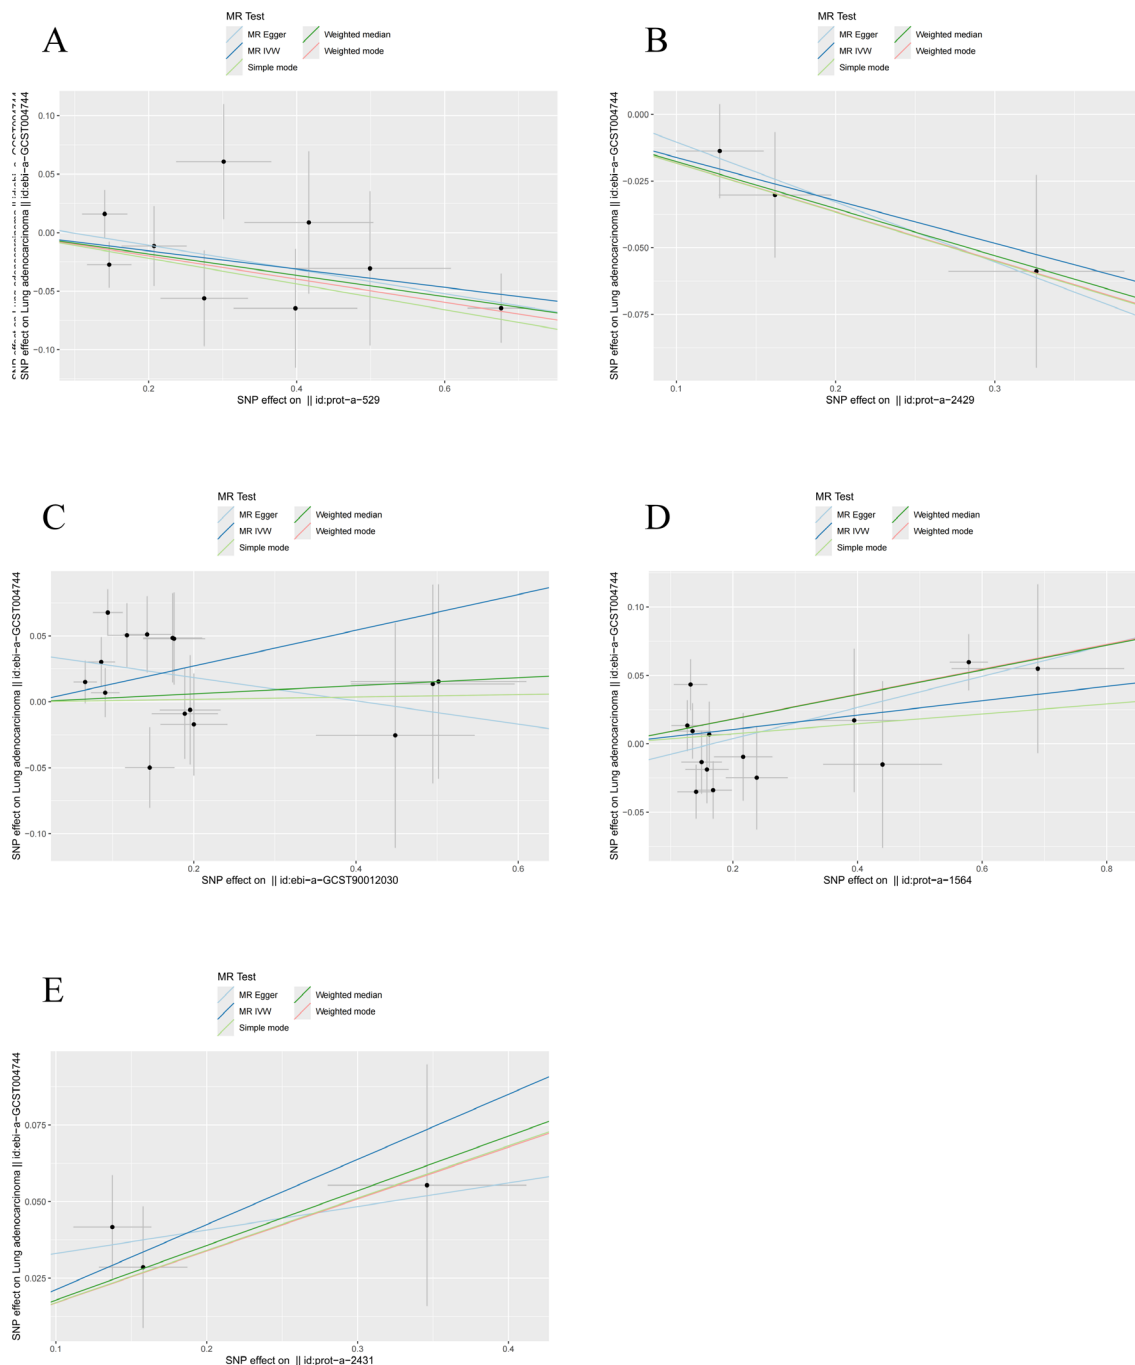 A
MR Test
MR Egger
Weighted median
MR IVW
Weighted mode
Simple mode
SNP effect on Lung adenocarcinoma || id:ebi-a-GCST004744
0.10
0.05
0.00
−0.05
−0.10
0.2
0.4
0.6
SNP effect on || id:prot-a-529
B
MR Test
MR Egger
Weighted median
MR IVW
Weighted mode
Simple mode
SNP effect on Lung adenocarcinoma || id:ebi-a-GCST004744
0.000
−0.025
−0.050
−0.075
0.1
0.2
0.3
SNP effect on || id:prot-a-2429
C
MR Test
MR Egger
Weighted median
MR IVW
Weighted mode
Simple mode
SNP effect on Lung adenocarcinoma || id:ebi-a-GCST004744
0.05
0.00
−0.05
−0.10
0.2
0.4
0.6
SNP effect on || id:ebi-a-GCST90012030
D
MR Test
MR Egger
Weighted median
MR IVW
Weighted mode
Simple mode
SNP effect on Lung adenocarcinoma || id:ebi-a-GCST004744
0.10
0.05
0.00
−0.05
0.2
0.4
0.6
0.8
SNP effect on || id:prot-a-1564
E
MR Test
MR Egger
Weighted median
MR IVW
Weighted mode
Simple mode
SNP effect on Lung adenocarcinoma || id:ebi-a-GCST004744
0.075
0.050
0.025
0.1
0.2
0.3
0.4
SNP effect on || id:prot-a-2431